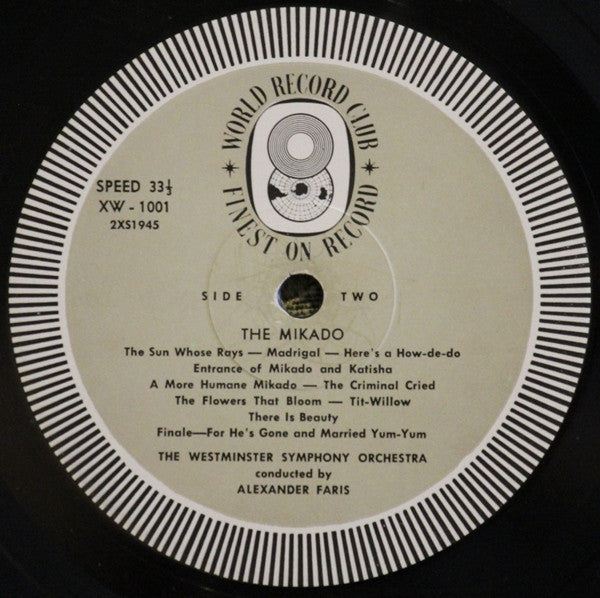 WORLD RECORD CLUB
FINEST ON RECORD
SPEED 33⅓
XW - 1001
2XS1945
SIDE TWO
THE MIKADO
The Sun Whose Rays — Madrigal — Here's a How-de-do
Entrance of Mikado and Katisha
A More Humane Mikado — The Criminal Cried
The Flowers That Bloom — Tit-Willow
There Is Beauty
Finale—For He's Gone and Married Yum-Yum
THE WESTMINSTER SYMPHONY ORCHESTRA
conducted by
ALEXANDER FARIS